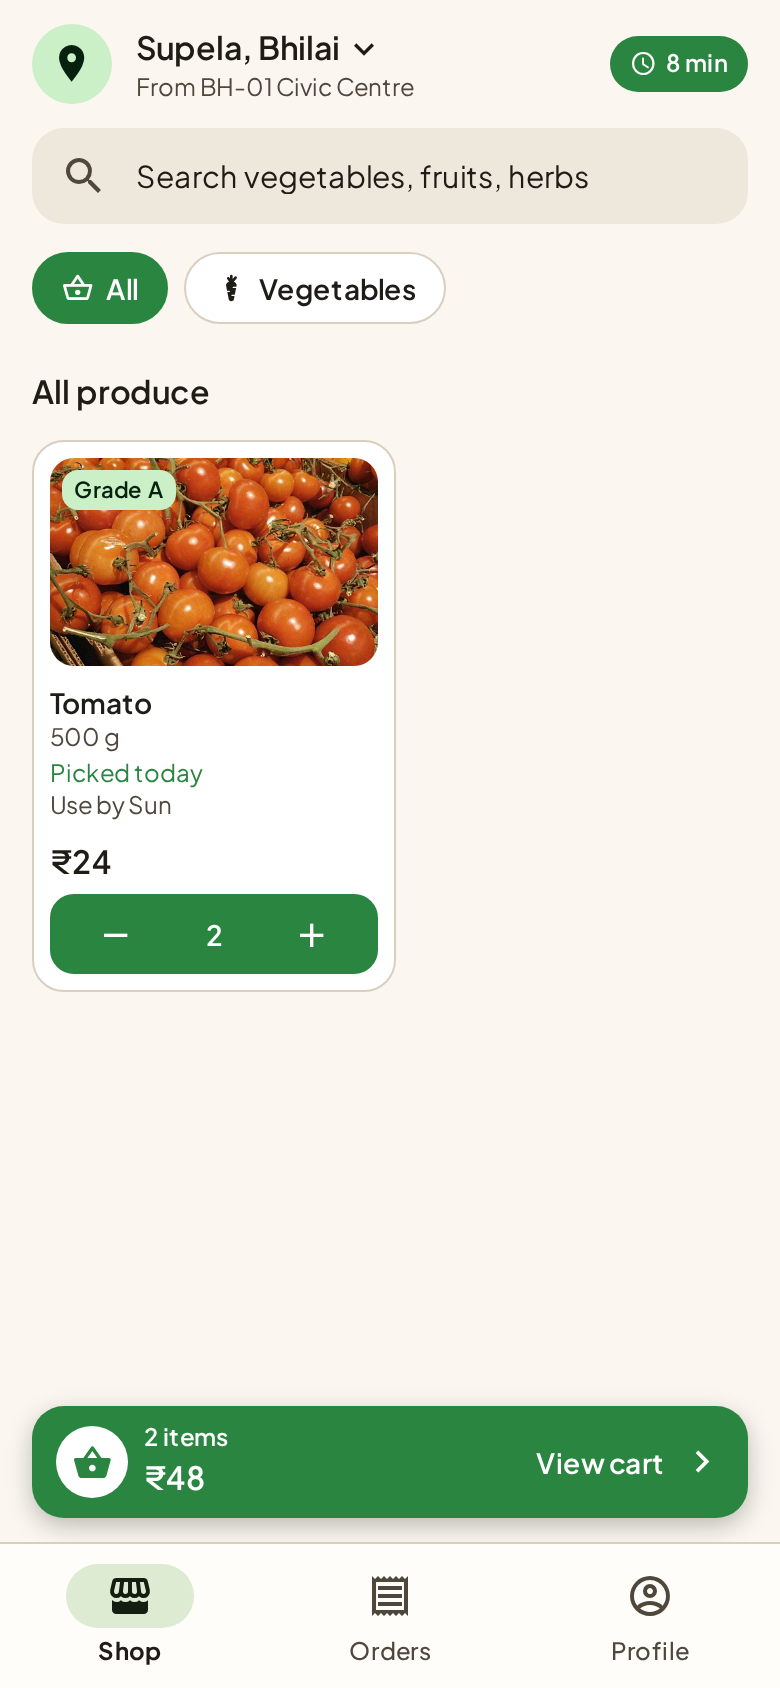 Supela, Bhilai
From BH-01 Civic Centre
8 min
Search vegetables, fruits, herbs
All
Vegetables
All produce
Grade A
Tomato
500 g
Picked today
Use by Sun
₹24
2
2 items
₹48
View cart
Shop
Orders
Profile